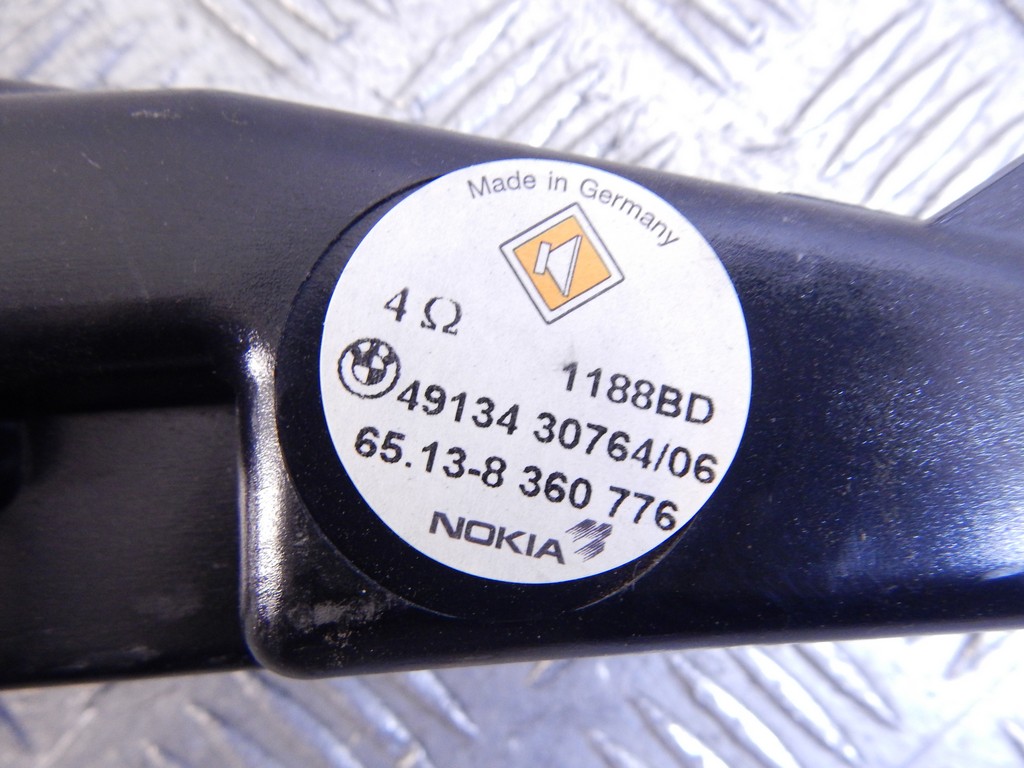 Made in Germany
4 Ω
1188BD
49134 30764/06
65.13-8 360 776
NOKIA